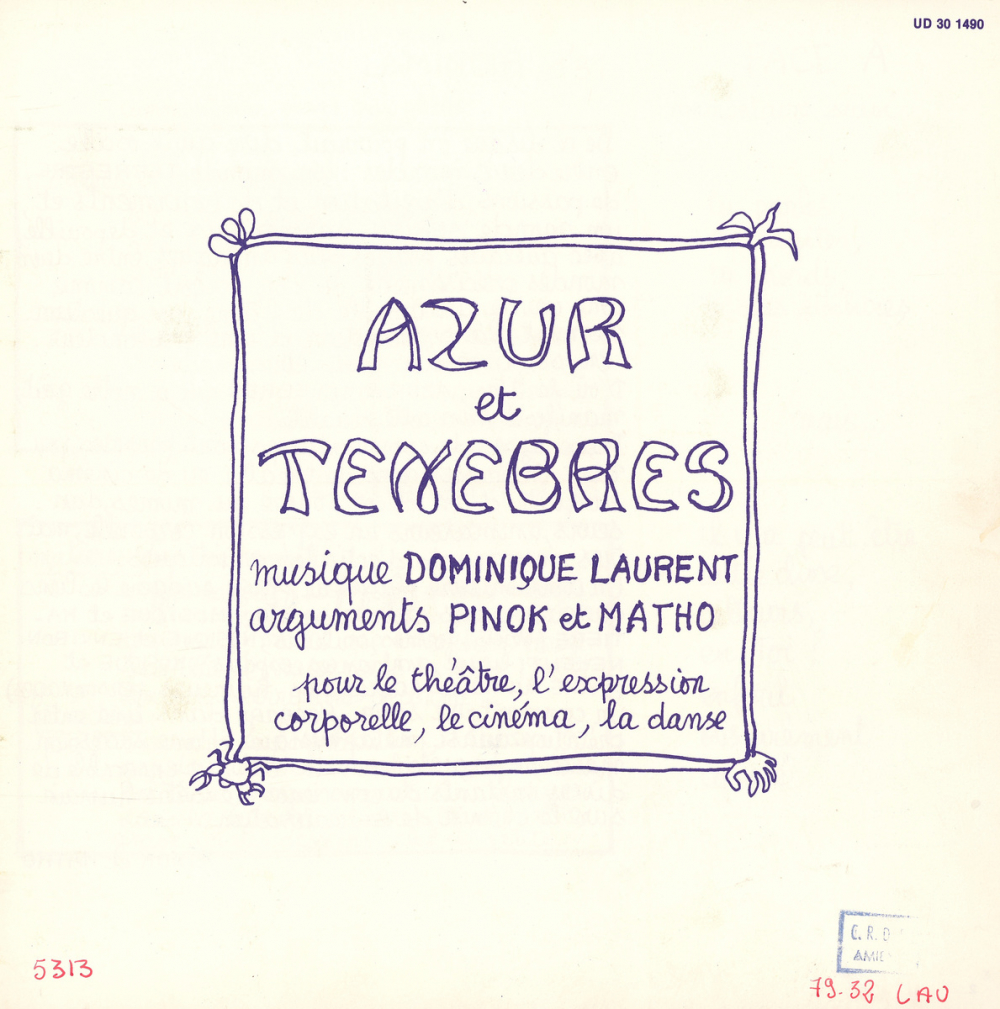 UD 30 1490
AZUR
et
TENEBRES
musique DOMINIQUE LAURENT
arguments PINOK et MATHO
pour le théâtre, l'expression
corporelle, le cinéma, la danse
C. R. D
5313
79-32 LAU